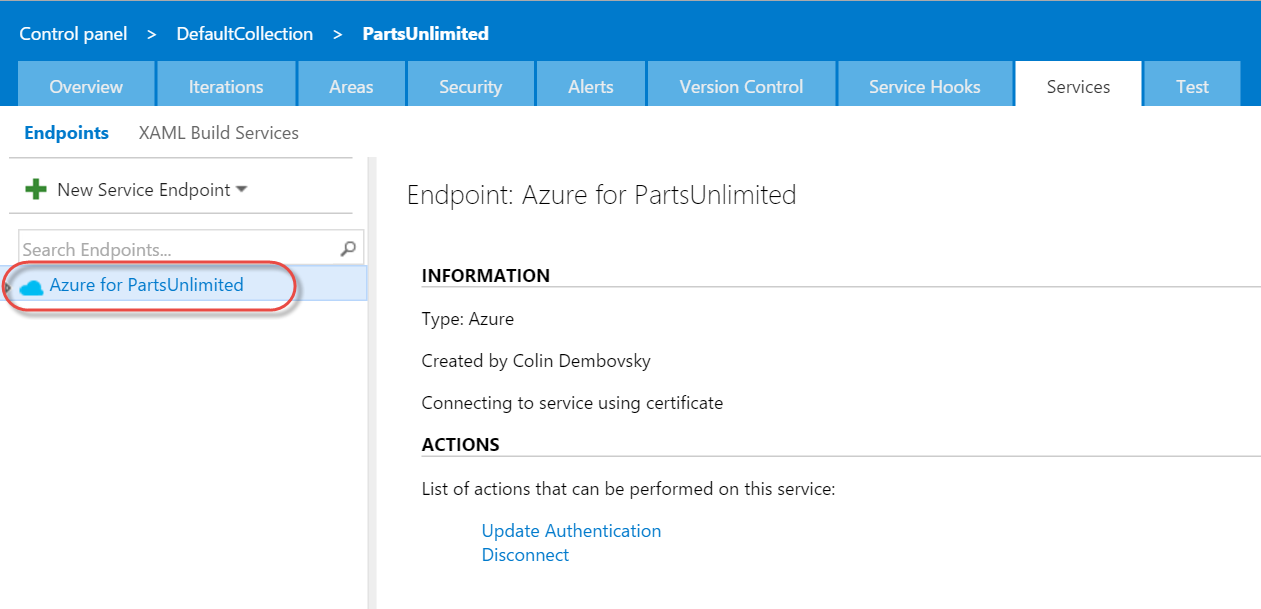 Control panel > DefaultCollection > PartsUnlimited
Overview Iterations Areas Security Alerts Version Control Service Hooks Services Test
Endpoints XAML Build Services
New Service Endpoint
Search Endpoints...
Azure for PartsUnlimited
Endpoint: Azure for PartsUnlimited
INFORMATION
Type: Azure
Created by Colin Dembovsky
Connecting to service using certificate
ACTIONS
List of actions that can be performed on this service:
Update Authentication
Disconnect